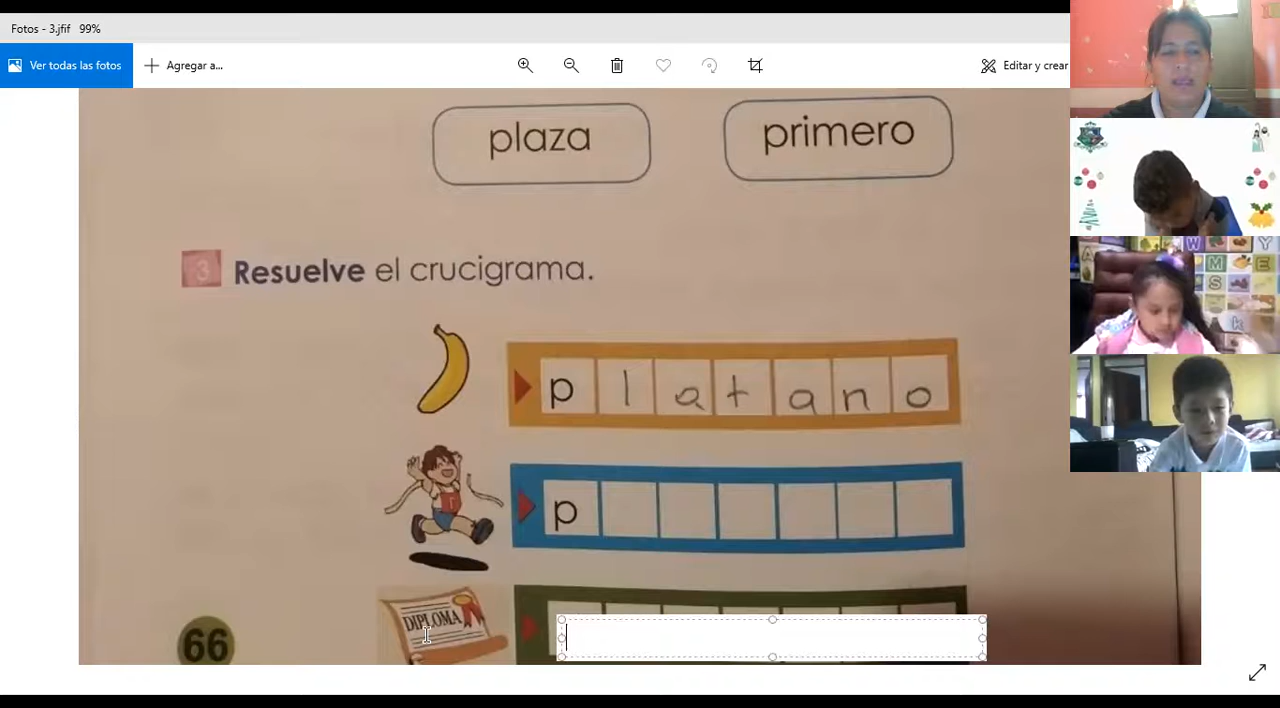 Fotos - 3.jfif 99%
Ver todas las fotos
Agregar a...
Editar y crear
plaza
primero
3 Resuelve el crucigrama.
p l a t a n o
p
DIPLOMA
66
W Y
A M
S
k